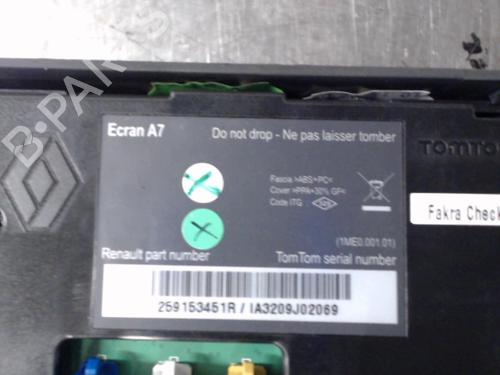 Ecran A7
Do not drop - Ne pas laisser tomber
TOMTO
Fascia >ABS+PC<
Cover >PPA+30% GF<
Code ITG
Fakra Check
(1ME0.001.01)
Renault part number
TomTom serial number
259153451R / IA3209J02069
B-PARTS